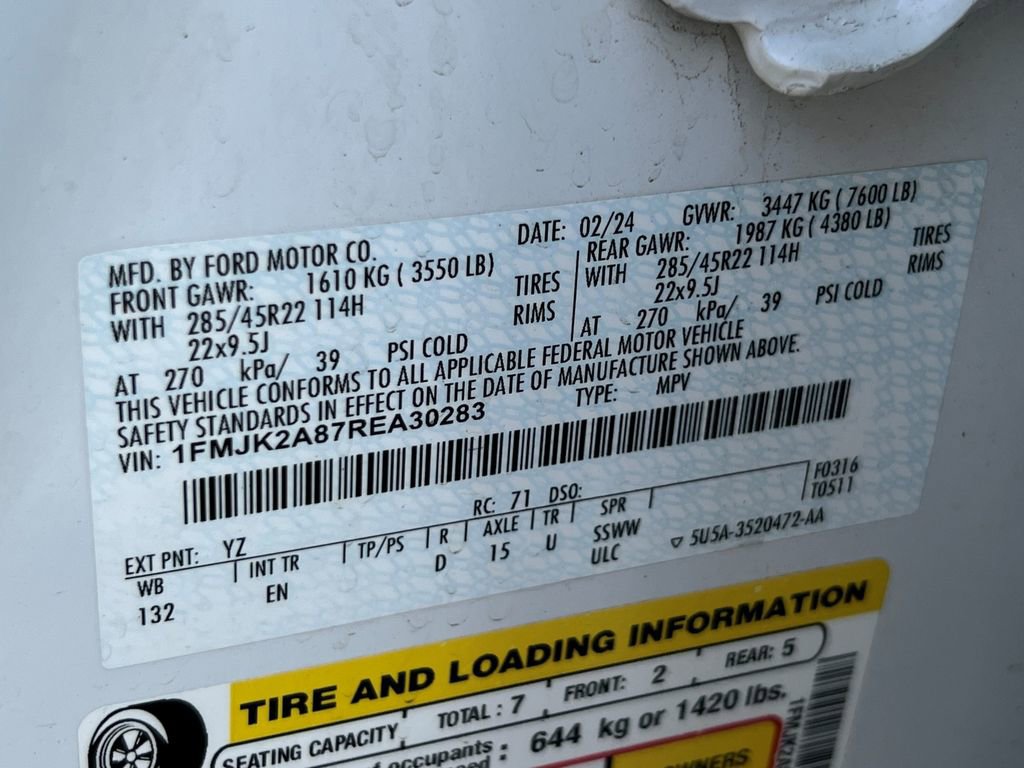 MFD. BY FORD MOTOR CO.
DATE: 02/24
GVWR: 3447 KG ( 7600 LB)
FRONT GAWR: 1610 KG ( 3550 LB)
WITH 285/45R22 114H TIRES
22x9.5J RIMS
AT 270 kPa/ 39 PSI COLD
REAR GAWR: 1987 KG ( 4380 LB)
WITH 285/45R22 114H TIRES
22x9.5J RIMS
AT 270 kPa/ 39 PSI COLD
THIS VEHICLE CONFORMS TO ALL APPLICABLE FEDERAL MOTOR VEHICLE
SAFETY STANDARDS IN EFFECT ON THE DATE OF MANUFACTURE SHOWN ABOVE.
VIN: 1FMJK2A87REA30283 TYPE: MPV
F0316
T0511
EXT PNT: YZ RC: 71 DSO:
WB INT TR TP/PS R AXLE TR SPR
132 EN D 15 U SSWW
ULC
5U5A-3520472-AA
TIRE AND LOADING INFORMATION
SEATING CAPACITY TOTAL : 7 FRONT: 2 REAR: 5
of occupants : 644 kg or 1420 lbs.
OWNERS